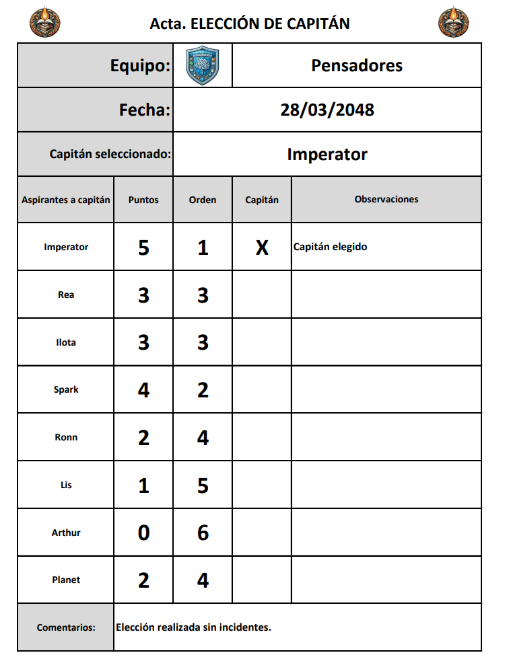 Acta. ELECCIÓN DE CAPITÁN
Equipo: Pensadores
Fecha: 28/03/2048
Capitán seleccionado: Imperator
Aspirantes a capitán Puntos Orden Capitán Observaciones
Imperator 5 1 X Capitán elegido
Rea 3 3
Ilota 3 3
Spark 4 2
Ronn 2 4
Lis 1 5
Arthur 0 6
Planet 2 4
Comentarios: Elección realizada sin incidentes.